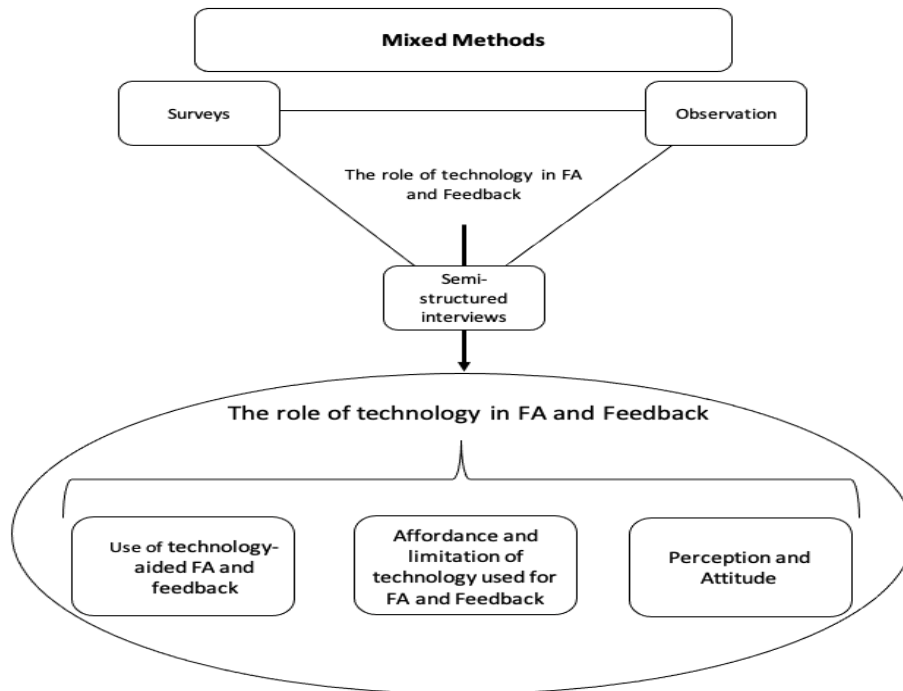 Mixed Methods
Surveys
Observation
The role of technology in FA
and Feedback
Semi-
structured
interviews
The role of technology in FA and Feedback
Use of technology-
aided FA and
feedback
Affordance and
limitation of
technology used for
FA and Feedback
Perception and
Attitude